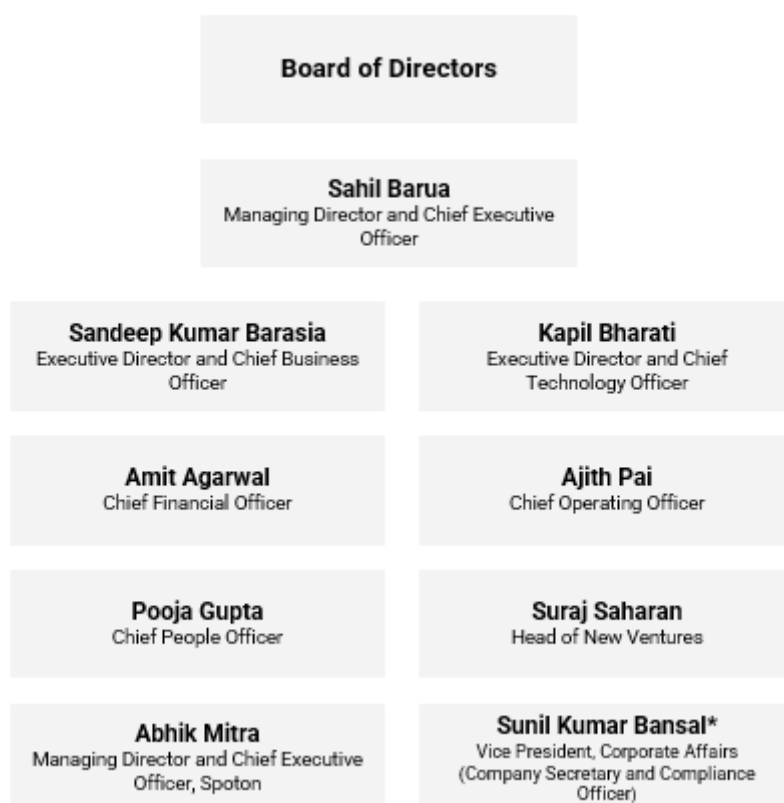 Board of Directors
Sahil Barua
Managing Director and Chief Executive
Officer
Sandeep Kumar Barasia
Executive Director and Chief Business
Officer
Kapil Bharati
Executive Director and Chief
Technology Officer
Amit Agarwal
Chief Financial Officer
Ajith Pai
Chief Operating Officer
Pooja Gupta
Chief People Officer
Suraj Saharan
Head of New Ventures
Abhik Mitra
Managing Director and Chief Executive
Officer, Spoton
Sunil Kumar Bansal*
Vice President, Corporate Affairs
(Company Secretary and Compliance
Officer)